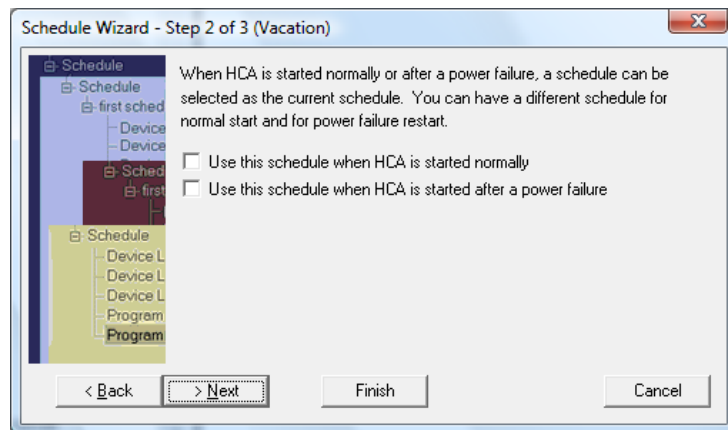 Schedule Wizard - Step 2 of 3 (Vacation)
Schedule
Schedule
first sched
Device
Device
Sched
first
Schedule
Device L
Device L
Device L
Program
Program
When HCA is started normally or after a power failure, a schedule can be
selected as the current schedule. You can have a different schedule for
normal start and for power failure restart.
Use this schedule when HCA is started normally
Use this schedule when HCA is started after a power failure
< Back
> Next
Finish
Cancel